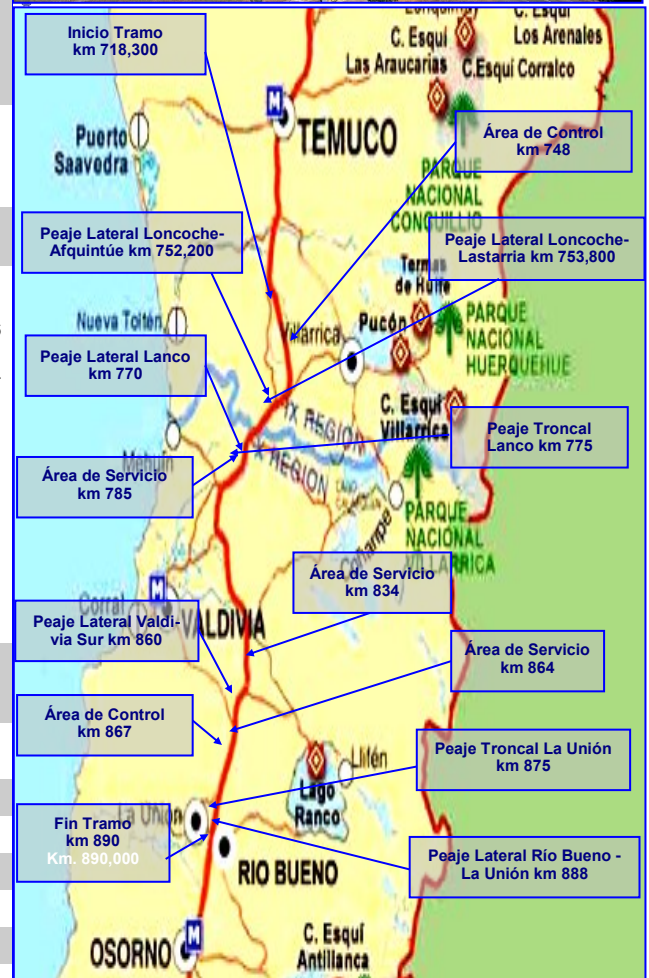 C. Esquí
Los Arenales
C. Esquí
Las Araucarias
C.Esquí Corralco
Inicio Tramo
km 718,300
M
TEMUCO
Puerto
Saavedra
Área de Control
km 748
PARQUE
NACIONAL
CONGUILLIO
Peaje Lateral Loncoche-
Afquintúe km 752,200
Peaje Lateral Loncoche-
Lastarria km 753,800
Termas
de Huife
Nueva Toltén
Villarrica
Pucón
PARQUE
NACIONAL
HUERQUEHUE
Peaje Lateral Lanco
km 770
C. Esquí
Villarrica
IX REGION
X REGION
Peaje Troncal
Lanco 775
Mehuín
Área de Servicio
km 785
Coñaripe
PARQUE
NACIONAL
VILLARRICA
Área de Servicio
km 834
M
Corral
VALDIVIA
Peaje Lateral Valdi-
via Sur km 860
Área de Servicio
km 864
Área de Control
km 867
Peaje Troncal La Unión
km 875
Llifén
Lago
Ranco
La Unión
Fin Tramo
km 890
Km. 890,000
RIO BUENO
Peaje Lateral Río Bueno -
La Unión km 888
M
OSORNO
C. Esquí
Antillanca